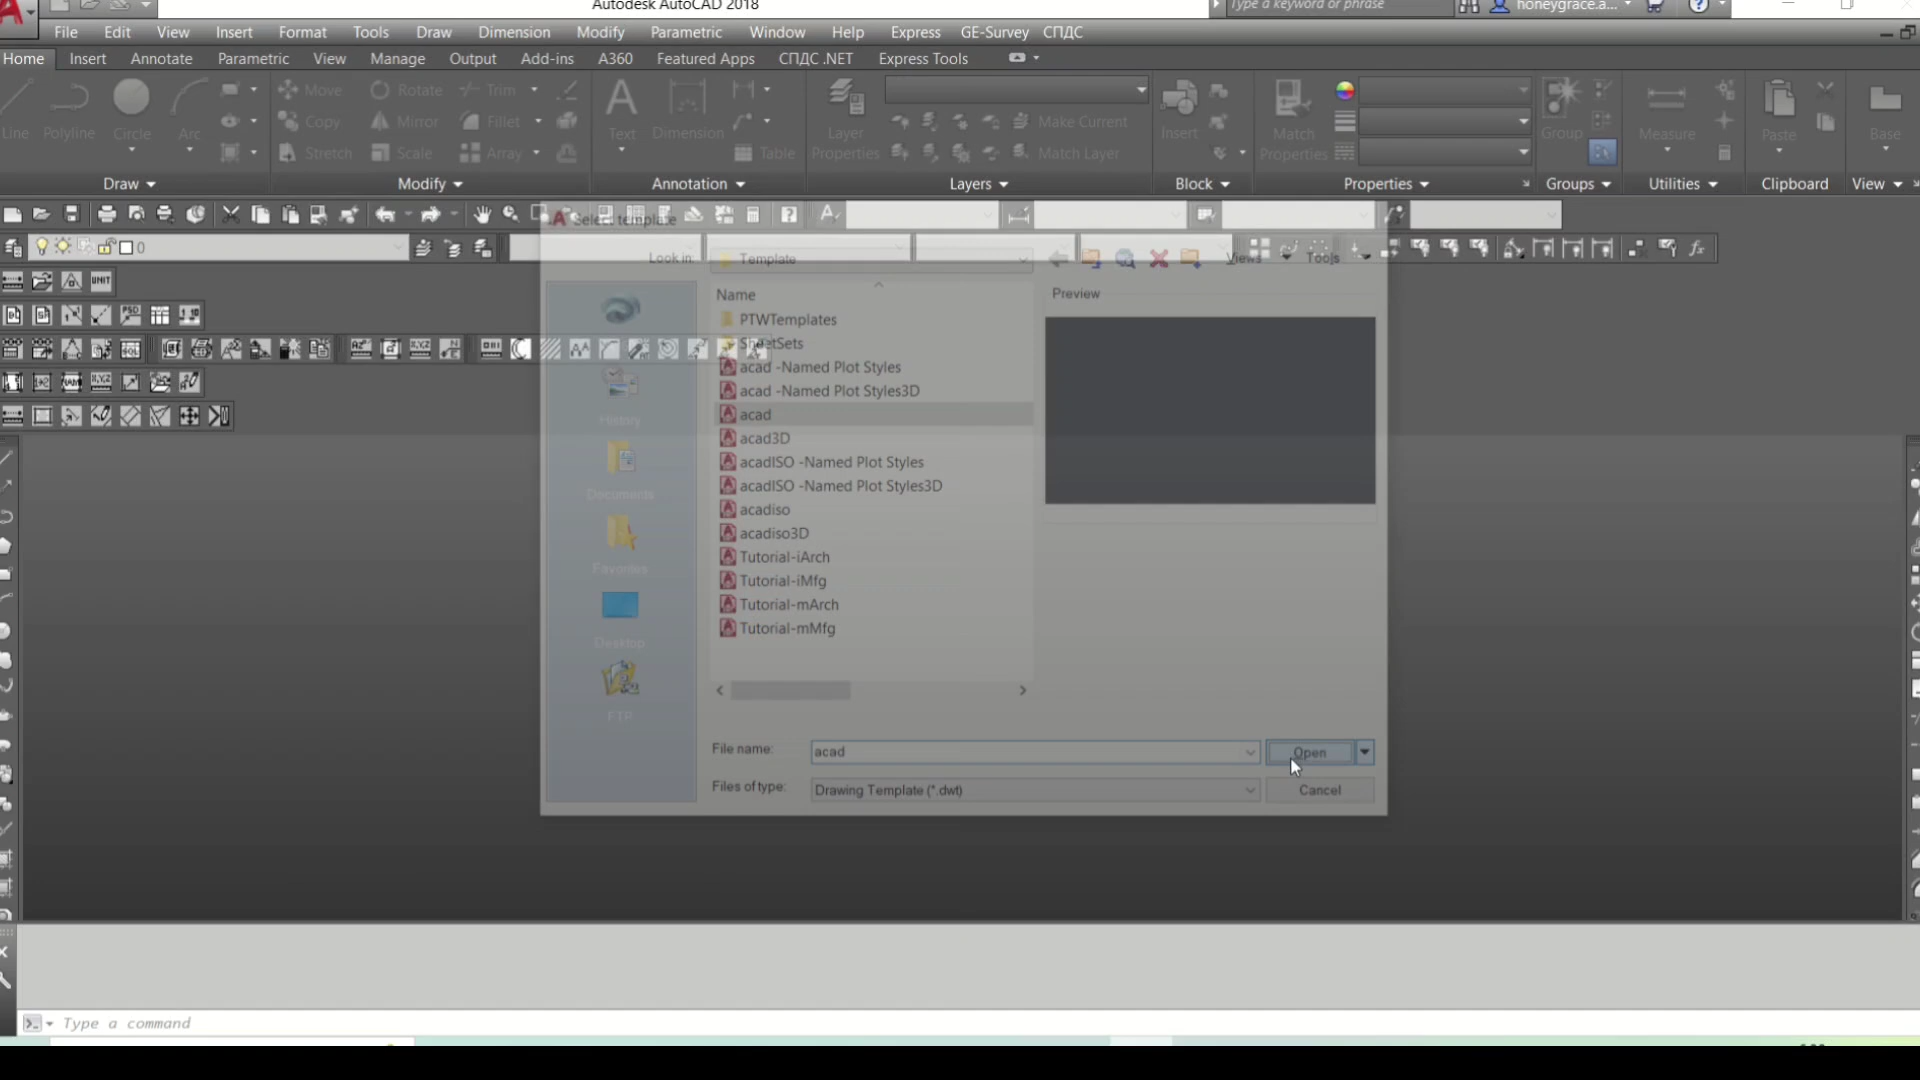 Autodesk AutoCAD 2018
Type a keyword or phrase
honeygrace.a...
File Edit View Insert Format Tools Draw Dimension Modify Parametric Window Help Express GE-Survey СПДС
Home Insert Annotate Parametric View Manage Output Add-ins A360 Featured Apps СПДС .NET Express Tools
Move Rotate Trim
Line Polyline Circle Arc
Copy Mirror Fillet
Stretch Scale Array
Text Dimension
Table
Layer Properties
Make Current
Match Layer
Insert
Match Properties
Group
Measure
Paste
Base
Draw Modify Annotation Layers Block Properties Groups Utilities Clipboard View
0
UNIT
Select template
Look in: Template Views Tools
Name
PTWTemplates
SheetSets
acad -Named Plot Styles
acad -Named Plot Styles3D
acad
acad3D
acadISO -Named Plot Styles
acadISO -Named Plot Styles3D
acadiso
acadiso3D
Tutorial-iArch
Tutorial-iMfg
Tutorial-mArch
Tutorial-mMfg
Preview
History
Documents
Favorites
Desktop
FTP
File name: acad Open
Files of type: Drawing Template (*.dwt) Cancel
Type a command